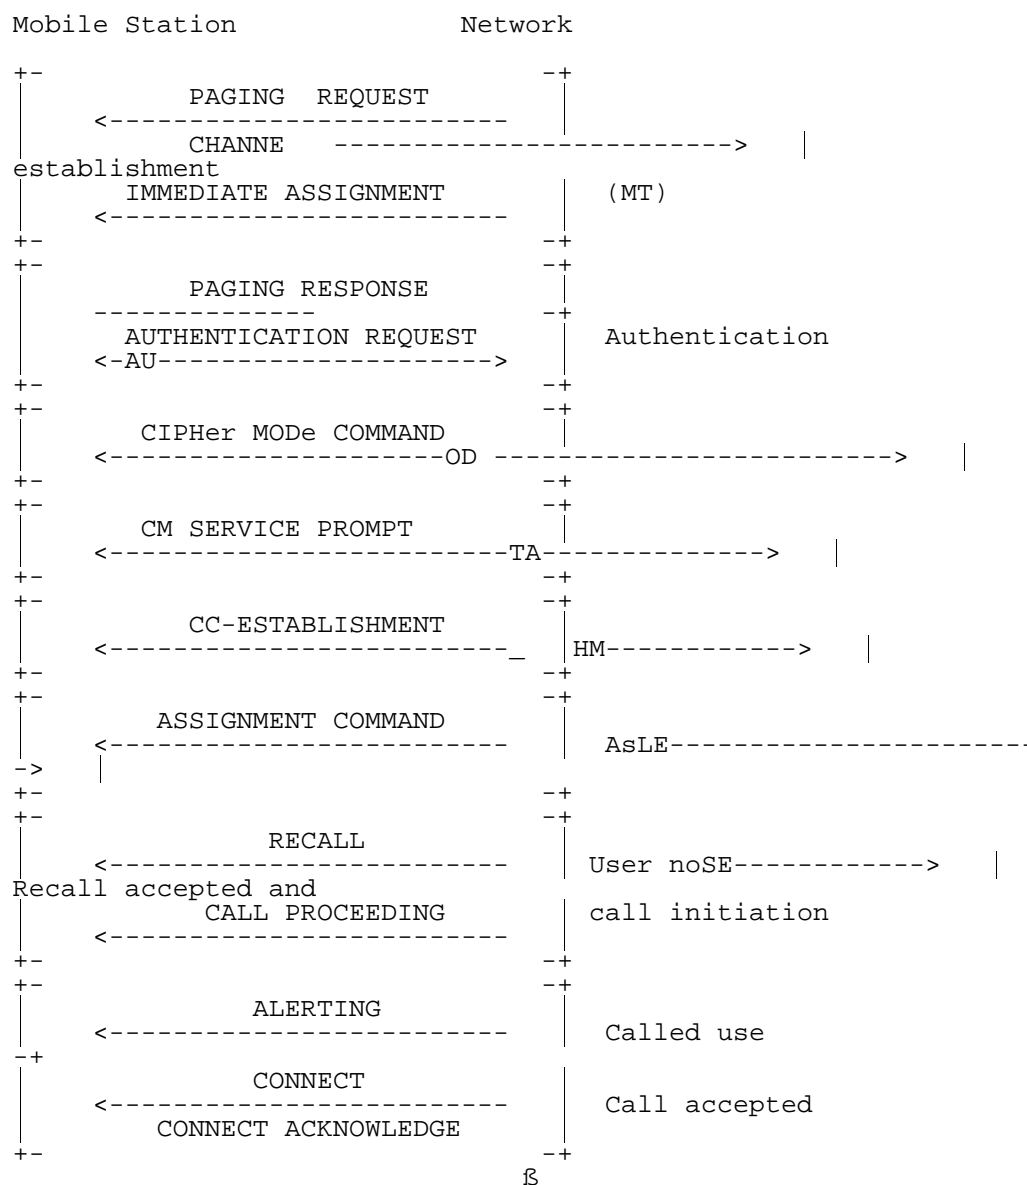 Mobile Station Network
+- -+
PAGING REQUEST
<-------------------------
CHANNE -------------------------> |
establishment
IMMEDIATE ASSIGNMENT | (MT)
<-------------------------
+- -+
+- -+
PAGING RESPONSE
-------------- -+
AUTHENTICATION REQUEST | Authentication
<-AU--------------------->
+- -+
+- -+
CIPHer MODe COMMAND
<---------------------OD -------------------------> |
+- -+
+- -+
CM SERVICE PROMPT
<-------------------------TA--------------> |
+- -+
+- -+
CC-ESTABLISHMENT
<-------------------------_ |HM------------> |
+- -+
+- -+
ASSIGNMENT COMMAND
<------------------------- | AsLE-----------------------
-> |
+- -+
+- -+
RECALL
<------------------------- | User noSE------------> |
Recall accepted and
CALL PROCEEDING | call initiation
<-------------------------
+- -+
+- -+
ALERTING
<------------------------- | Called use
-+
CONNECT
<------------------------- | Call accepted
CONNECT ACKNOWLEDGE
+- -+
ß